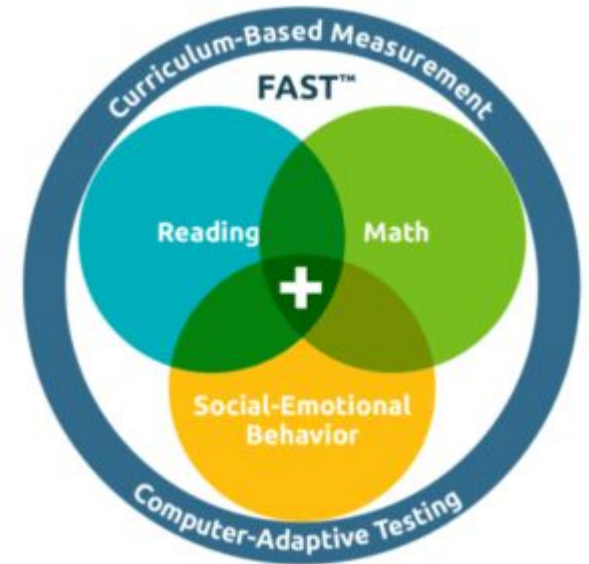 Curriculum-Based Measurement
FAST™
Reading
Math
+
Social-Emotional
Behavior
Computer-Adaptive Testing